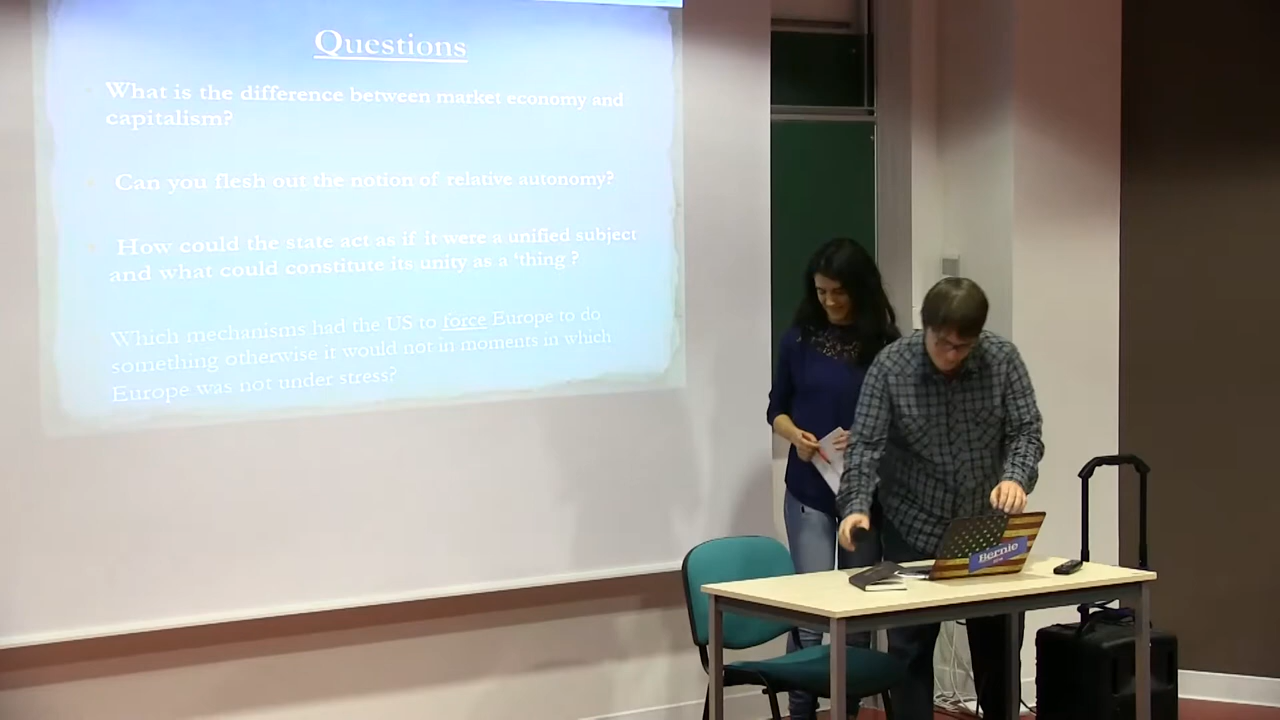 Questions
What is the difference between market economy and
capitalism?
Can you flesh out the notion of relative autonomy?
How could the state act as if it were a unified subject
and what could constitute its unity as a 'thing ?
Which mechanisms had the US to force Europe to do
something otherwise it would not in moments in which
Europe was not under stress?
Bernie